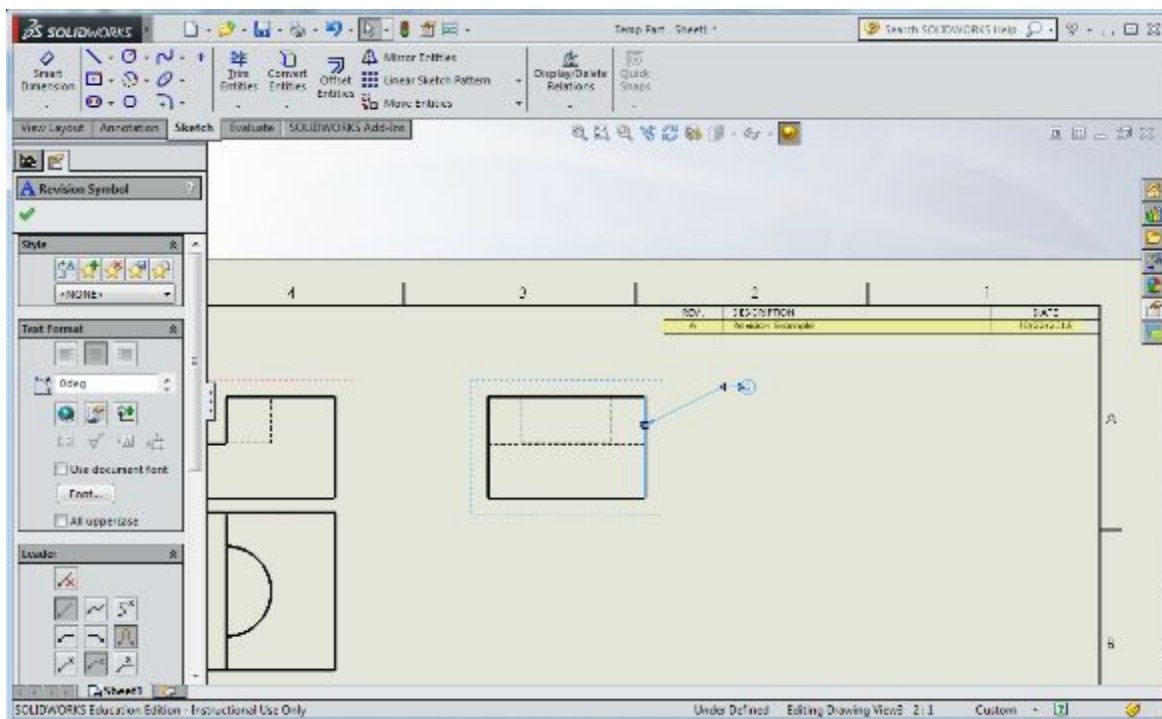 SOLIDWORKS
Temp Part - Sheet1 *
Search SOLIDWORKS Help
Smart Dimension
Trim Entities
Convert Entities
Offset Entities
Mirror Entities
Linear Sketch Pattern
Move Entities
Display/Delete Relations
Quick Snaps
View Layout
Annotation
Sketch
Evaluate
SOLIDWORKS Add-Ins
Revision Symbol
Style
<NONE>
Text Format
0deg
Use document font
Font...
All uppercase
Leader
4
3
2
1
REV. DESCRIPTION DATE
A Revision Example
A
B
Sheet1
SOLIDWORKS Education Edition - Instructional Use Only
Under Defined
Editing Drawing View3
2:1
Custom